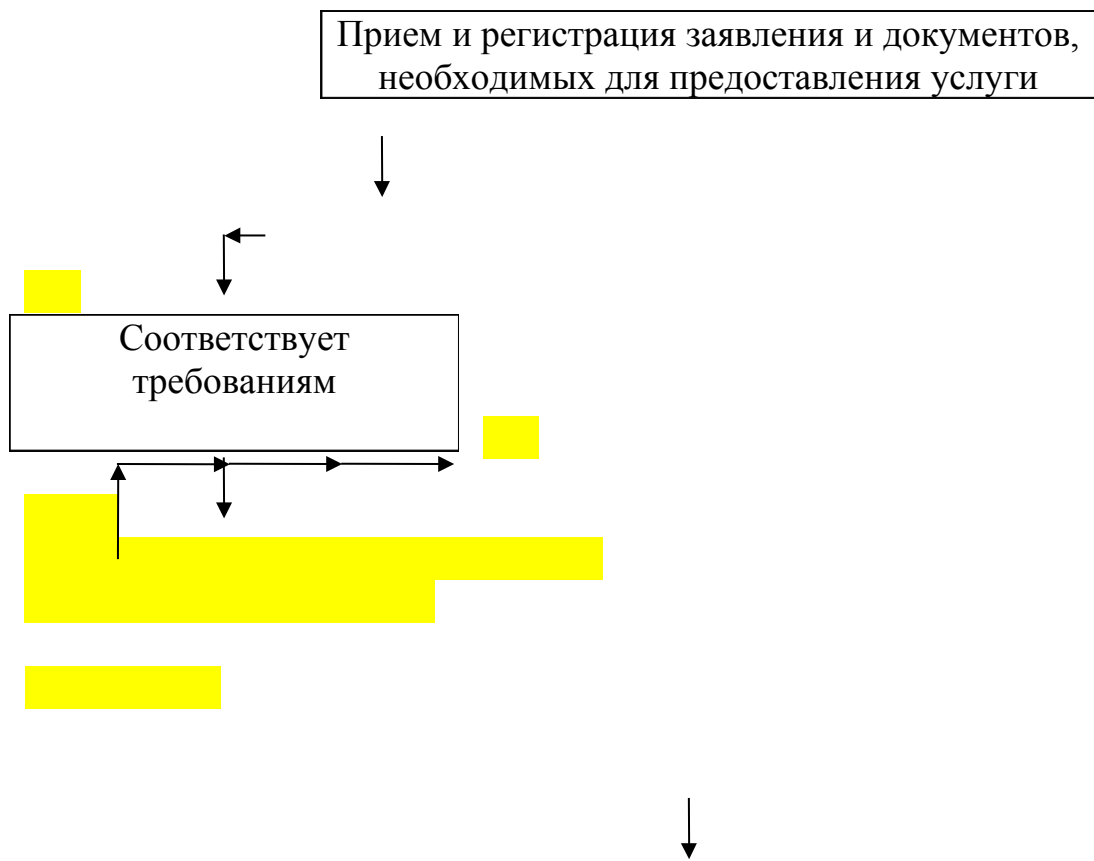 Прием и регистрация заявления и документов,
необходимых для предоставления услуги
Соответствует
требованиям